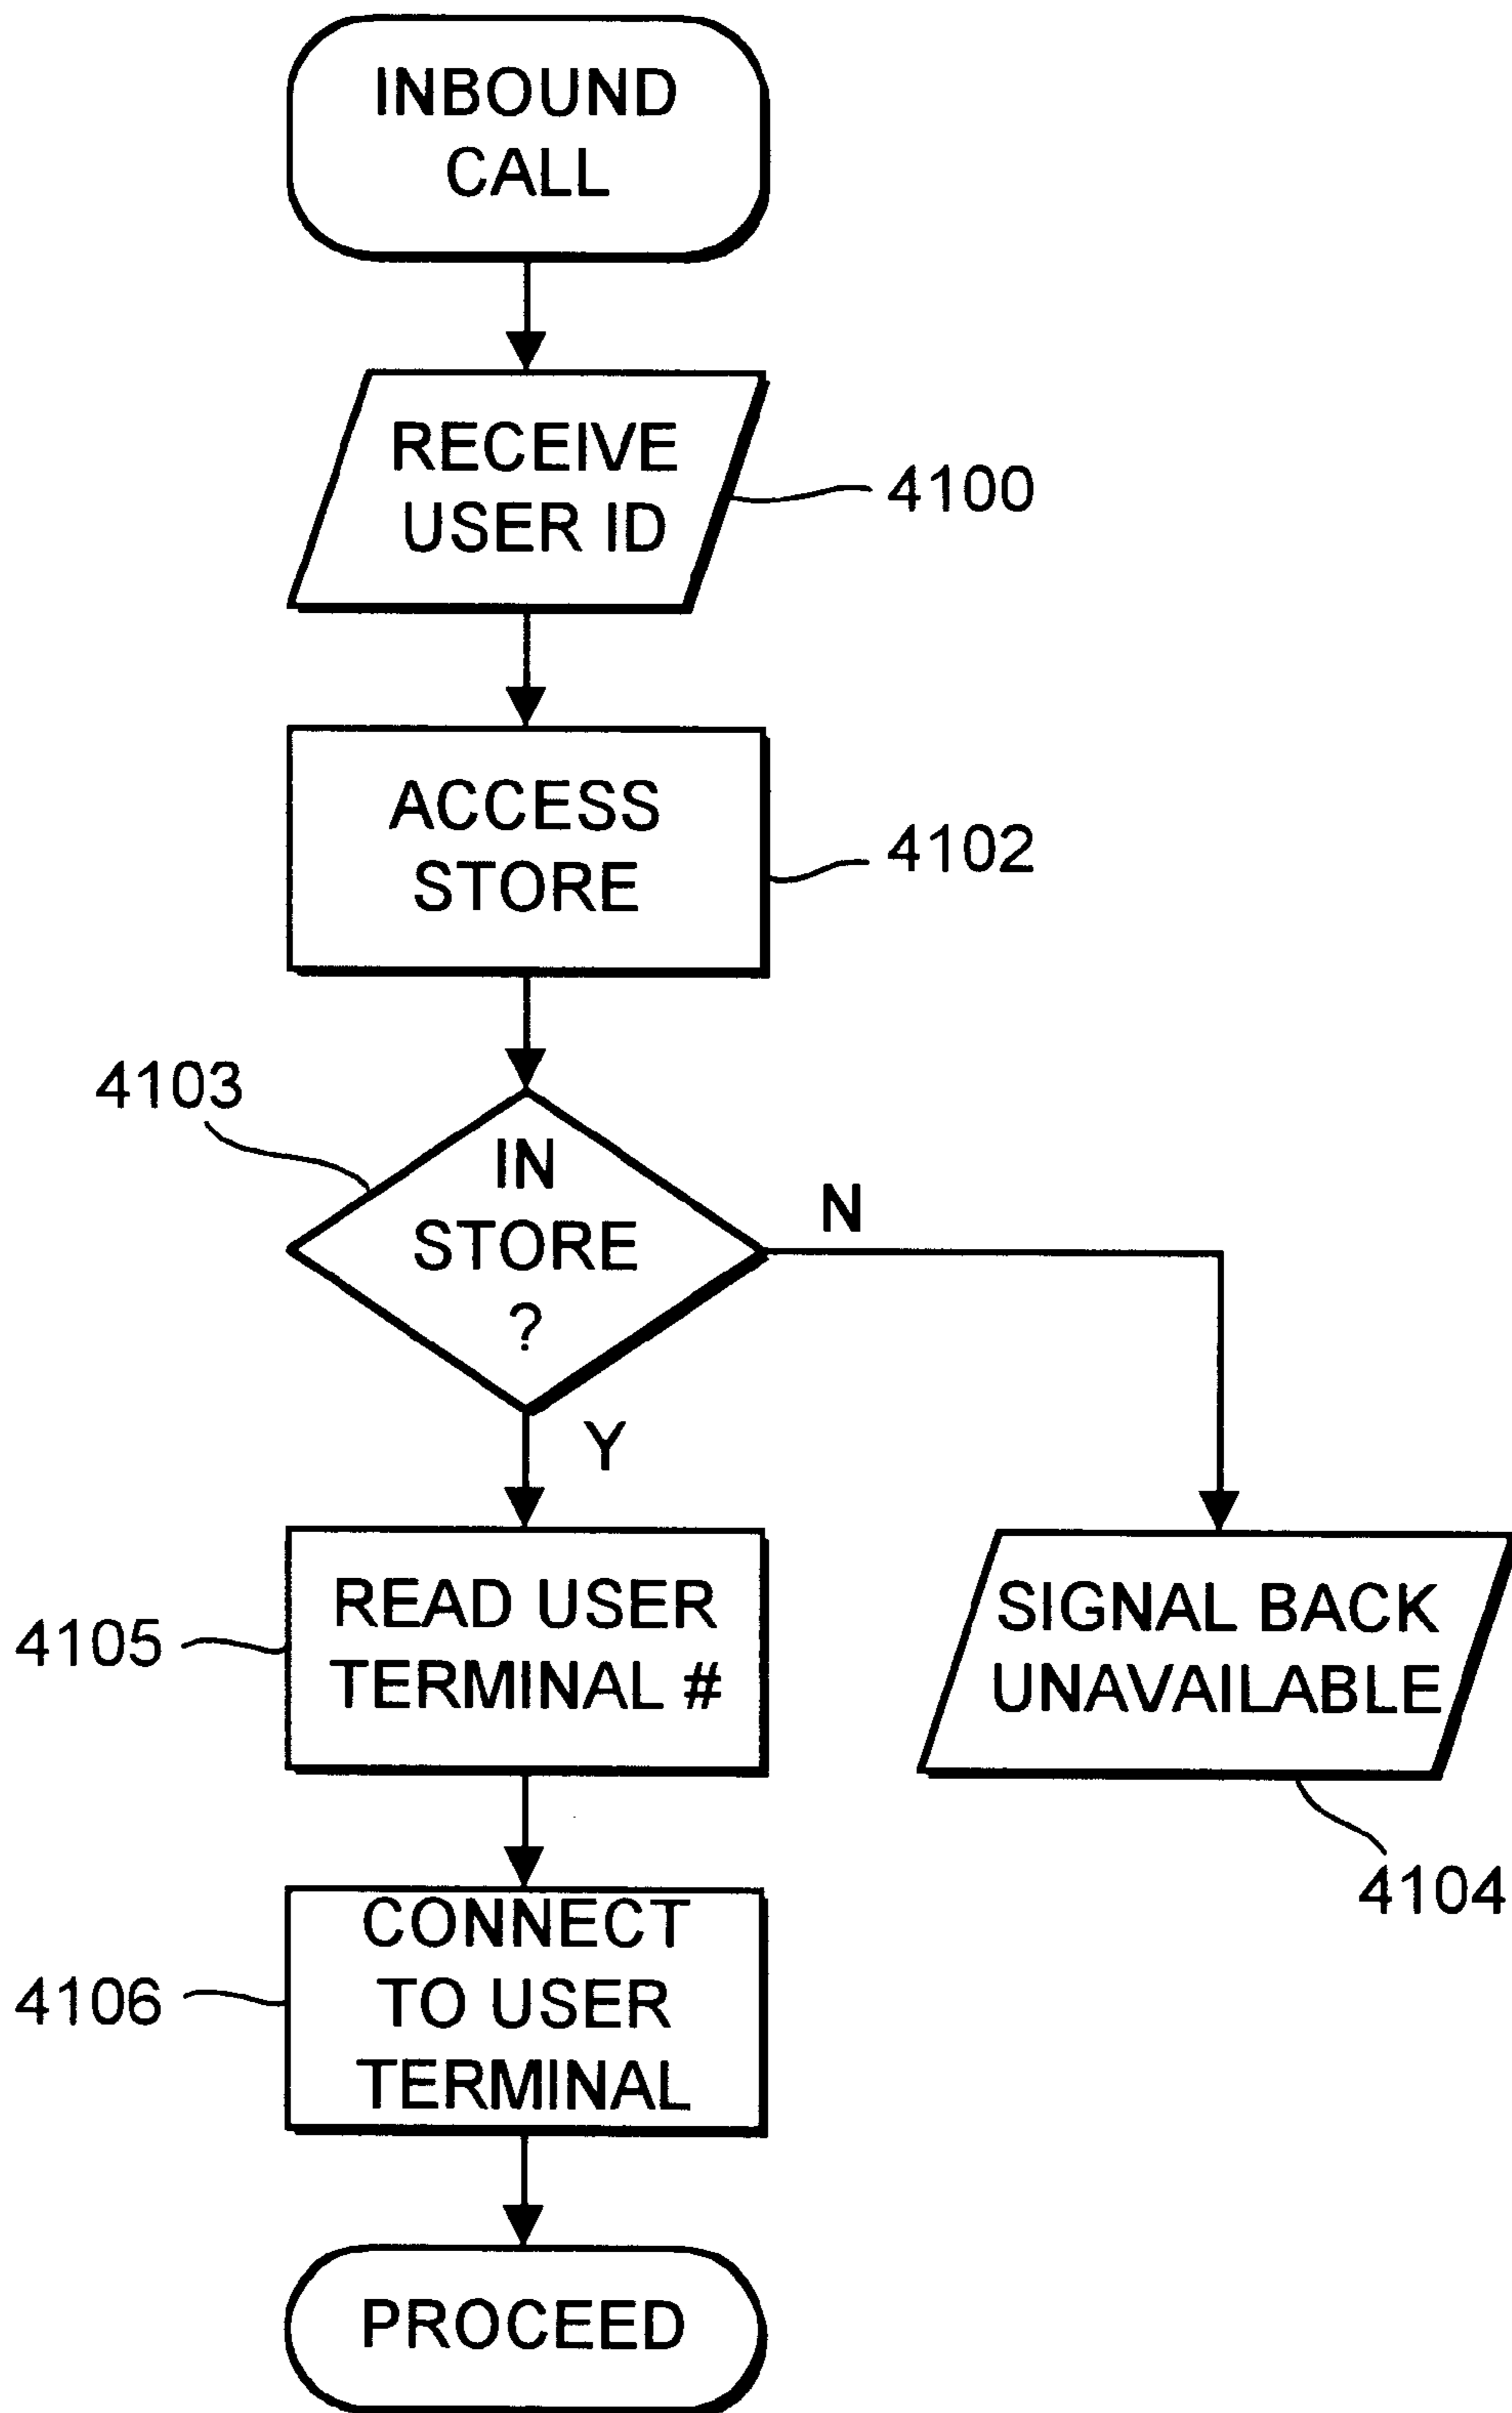 INBOUND
CALL
RECEIVE
USER ID
4100
ACCESS
STORE
4102
4103
IN
STORE
?
N
Y
READ USER
TERMINAL #
4105
SIGNAL BACK
UNAVAILABLE
4104
CONNECT
TO USER
TERMINAL
4106
PROCEED